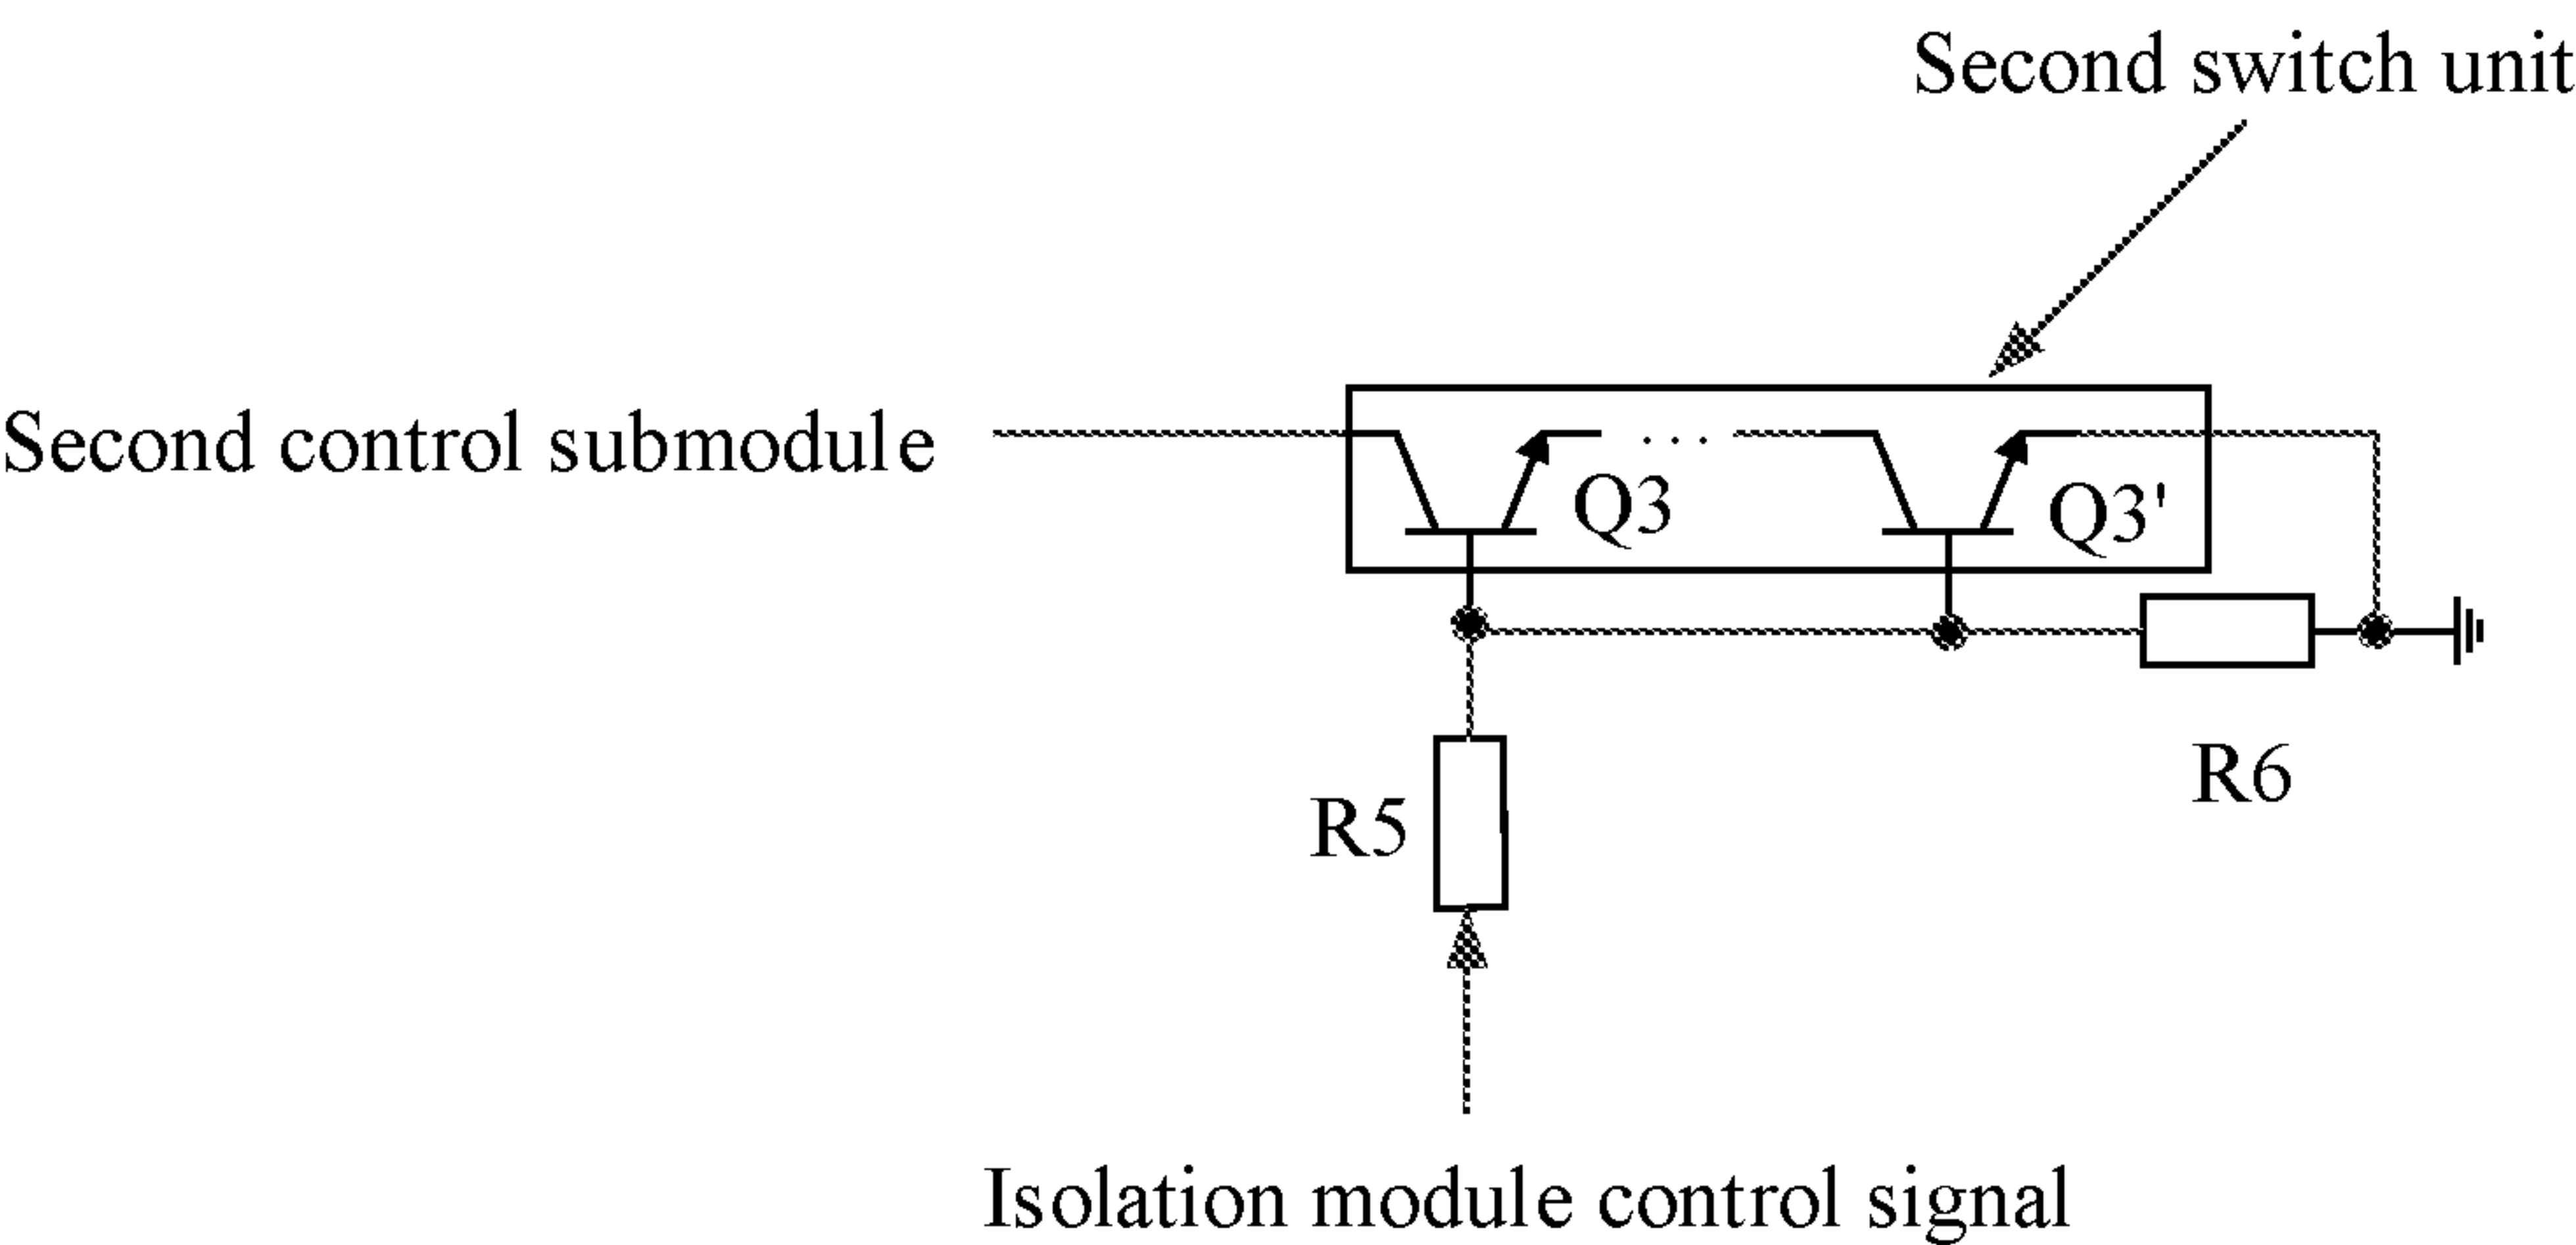 Second switch unit
Second control submodule
. . .
Q3
Q3'
R6
R5
Isolation module control signal